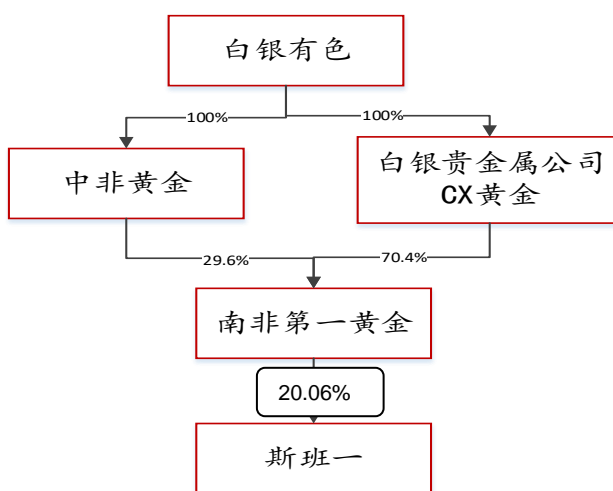 白银有色
100%
100%
中非黄金
白银贵金属公司
CX黄金
29.6%
70.4%
南非第一黄金
20.06%
斯班一